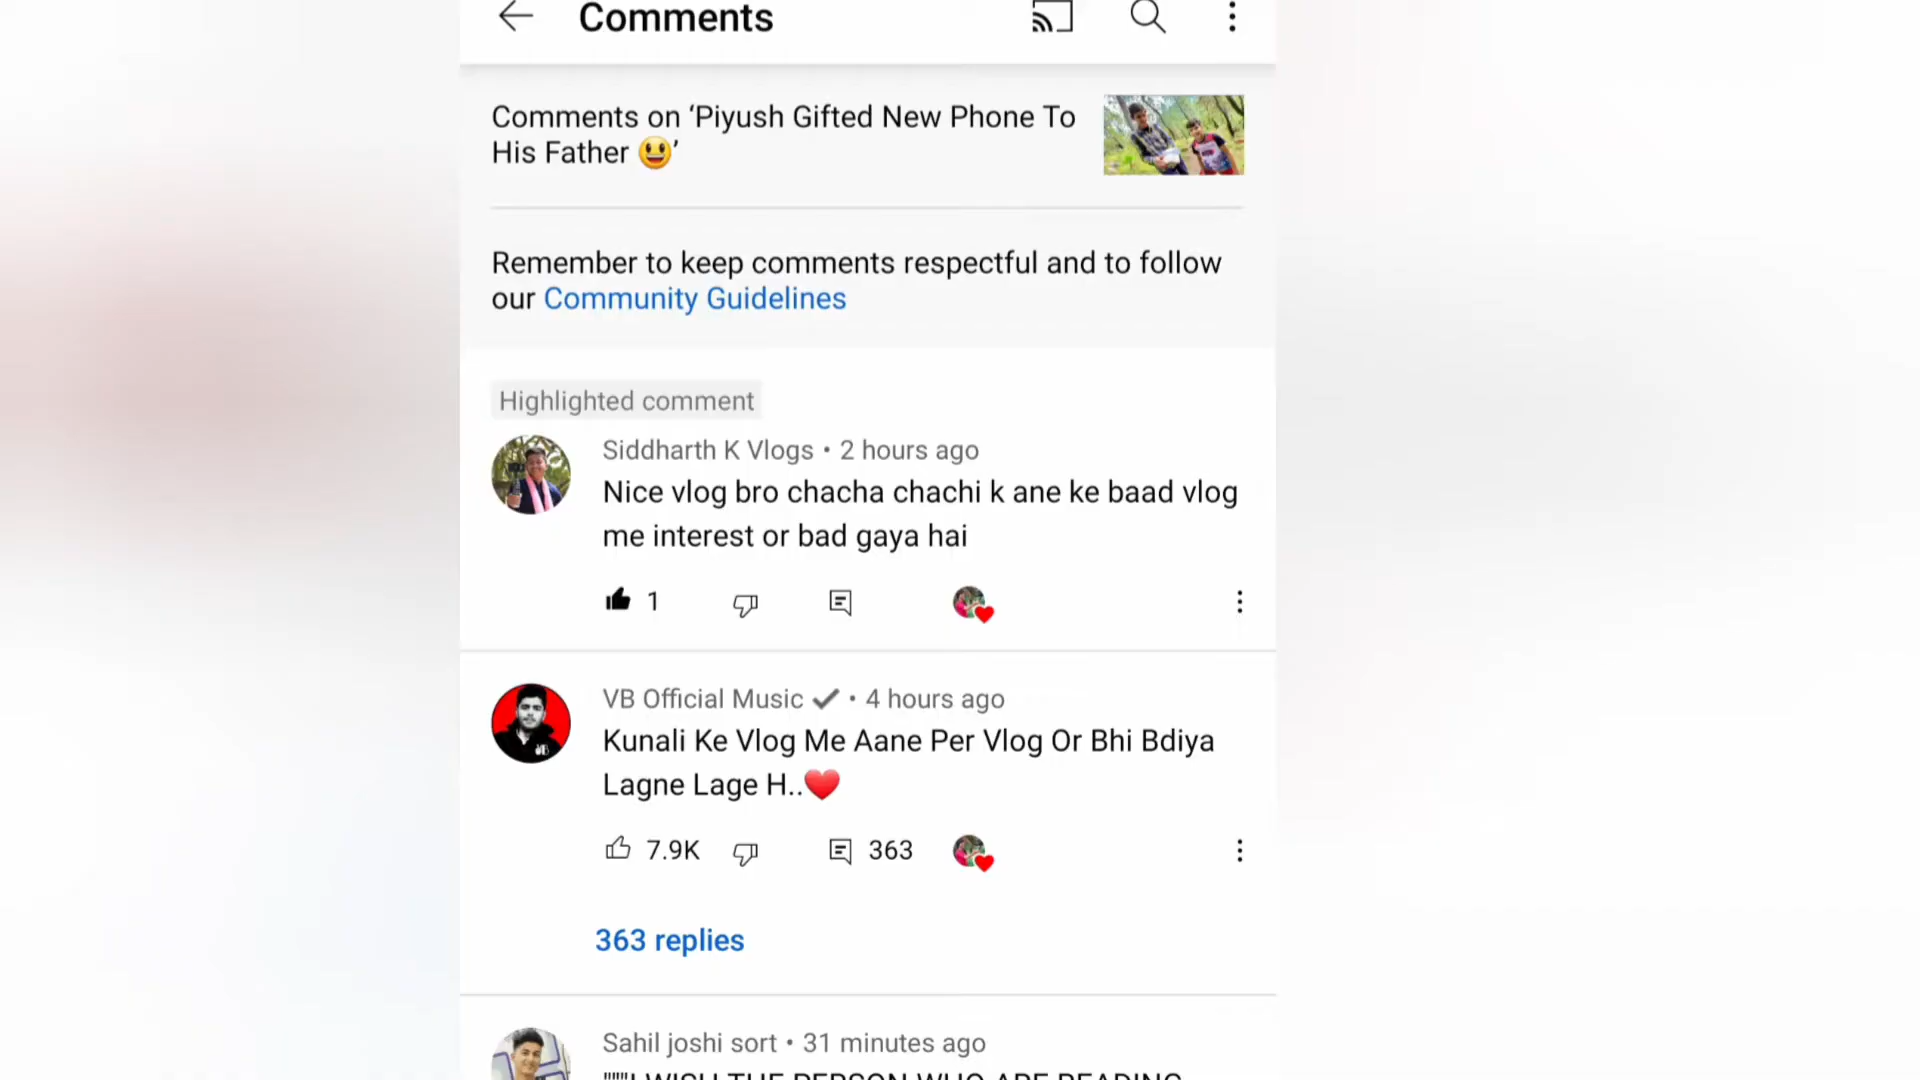 Comments
Comments on ‘Piyush Gifted New Phone To
His Father 😃’
Remember to keep comments respectful and to follow
our Community Guidelines
Highlighted comment
Siddharth K Vlogs • 2 hours ago
Nice vlog bro chacha chachi k ane ke baad vlog
me interest or bad gaya hai
1
VB Official Music ✔ • 4 hours ago
Kunali Ke Vlog Me Aane Per Vlog Or Bhi Bdiya
Lagne Lage H..❤️
7.9K 363
363 replies
Sahil joshi sort • 31 minutes ago
"""I WISH THE PERSON WHO ARE READING